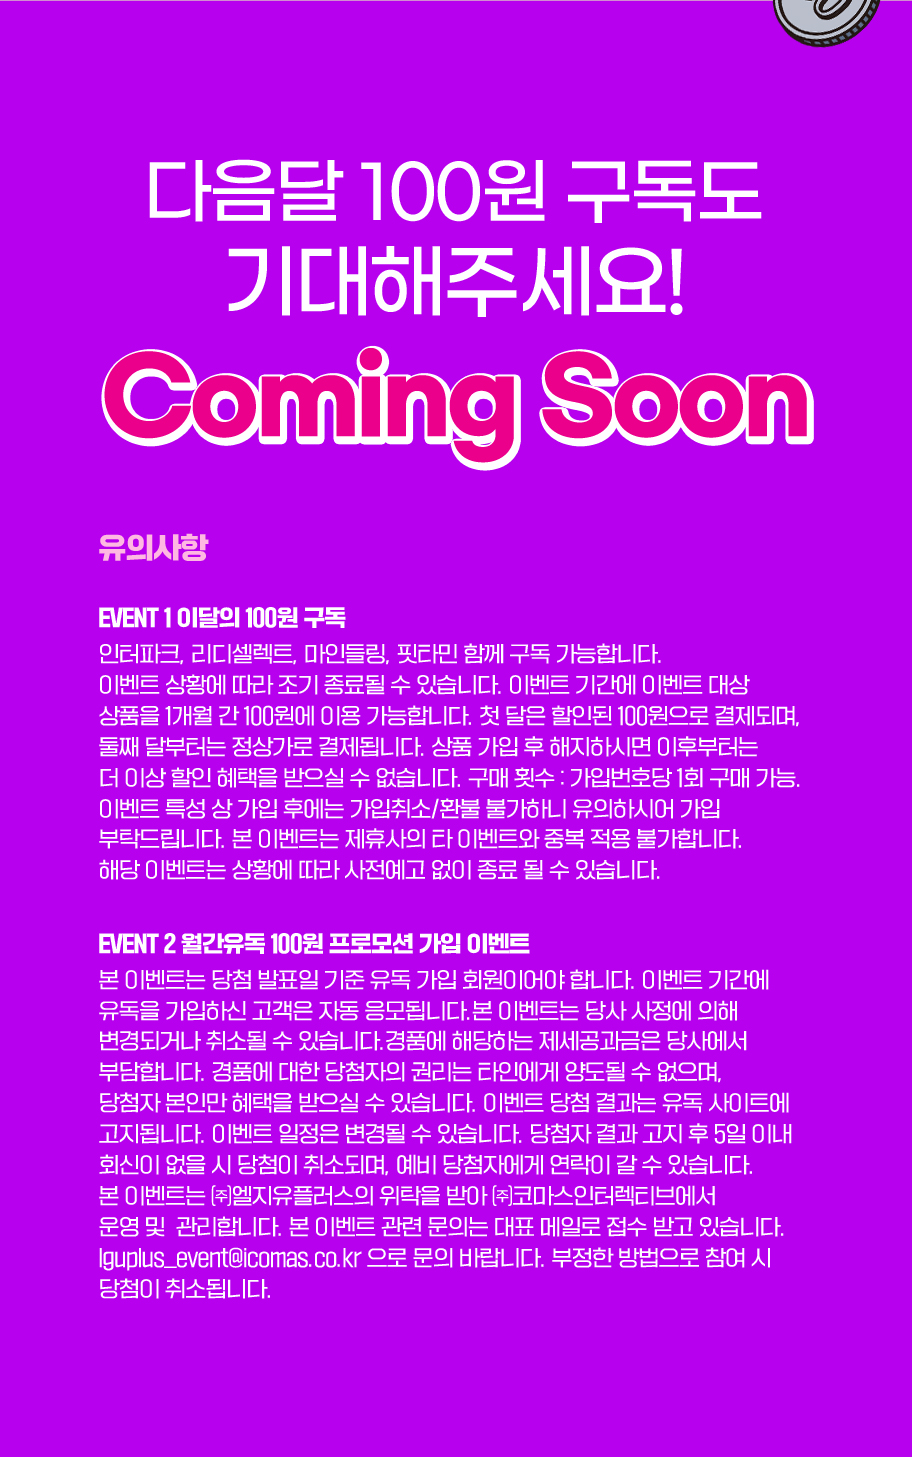 다음달 100원 구독도
기대해주세요!
Coming Soon
유의사항
EVENT 1 이달의 100원 구독
인터파크, 리디셀렉트, 마인들링, 핏타민 함께 구독 가능합니다.
이벤트 상황에 따라 조기 종료될 수 있습니다. 이벤트 기간에 이벤트 대상
상품을 1개월 간 100원에 이용 가능합니다. 첫 달은 할인된 100원으로 결제되며,
둘째 달부터는 정상가로 결제됩니다. 상품 가입 후 해지하시면 이후부터는
더 이상 할인 혜택을 받으실 수 없습니다. 구매 횟수 : 가입번호당 1회 구매 가능.
이벤트 특성 상 가입 후에는 가입취소/환불 불가하니 유의하시어 가입
부탁드립니다. 본 이벤트는 제휴사의 타 이벤트와 중복 적용 불가합니다.
해당 이벤트는 상황에 따라 사전예고 없이 종료 될 수 있습니다.
EVENT 2 월간유독 100원 프로모션 가입 이벤트
본 이벤트는 당첨 발표일 기준 유독 가입 회원이어야 합니다. 이벤트 기간에
유독을 가입하신 고객은 자동 응모됩니다.본 이벤트는 당사 사정에 의해
변경되거나 취소될 수 있습니다.경품에 해당하는 제세공과금은 당사에서
부담합니다. 경품에 대한 당첨자의 권리는 타인에게 양도될 수 없으며,
당첨자 본인만 혜택을 받으실 수 있습니다. 이벤트 당첨 결과는 유독 사이트에
고지됩니다. 이벤트 일정은 변경될 수 있습니다. 당첨자 결과 고지 후 5일 이내
회신이 없을 시 당첨이 취소되며, 예비 당첨자에게 연락이 갈 수 있습니다.
본 이벤트는 ㈜엘지유플러스의 위탁을 받아 ㈜코마스인터렉티브에서
운영 및  관리합니다. 본 이벤트 관련 문의는 대표 메일로 접수 받고 있습니다.
lguplus_event@icomas.co.kr 으로 문의 바랍니다. 부정한 방법으로 참여 시
당첨이 취소됩니다.